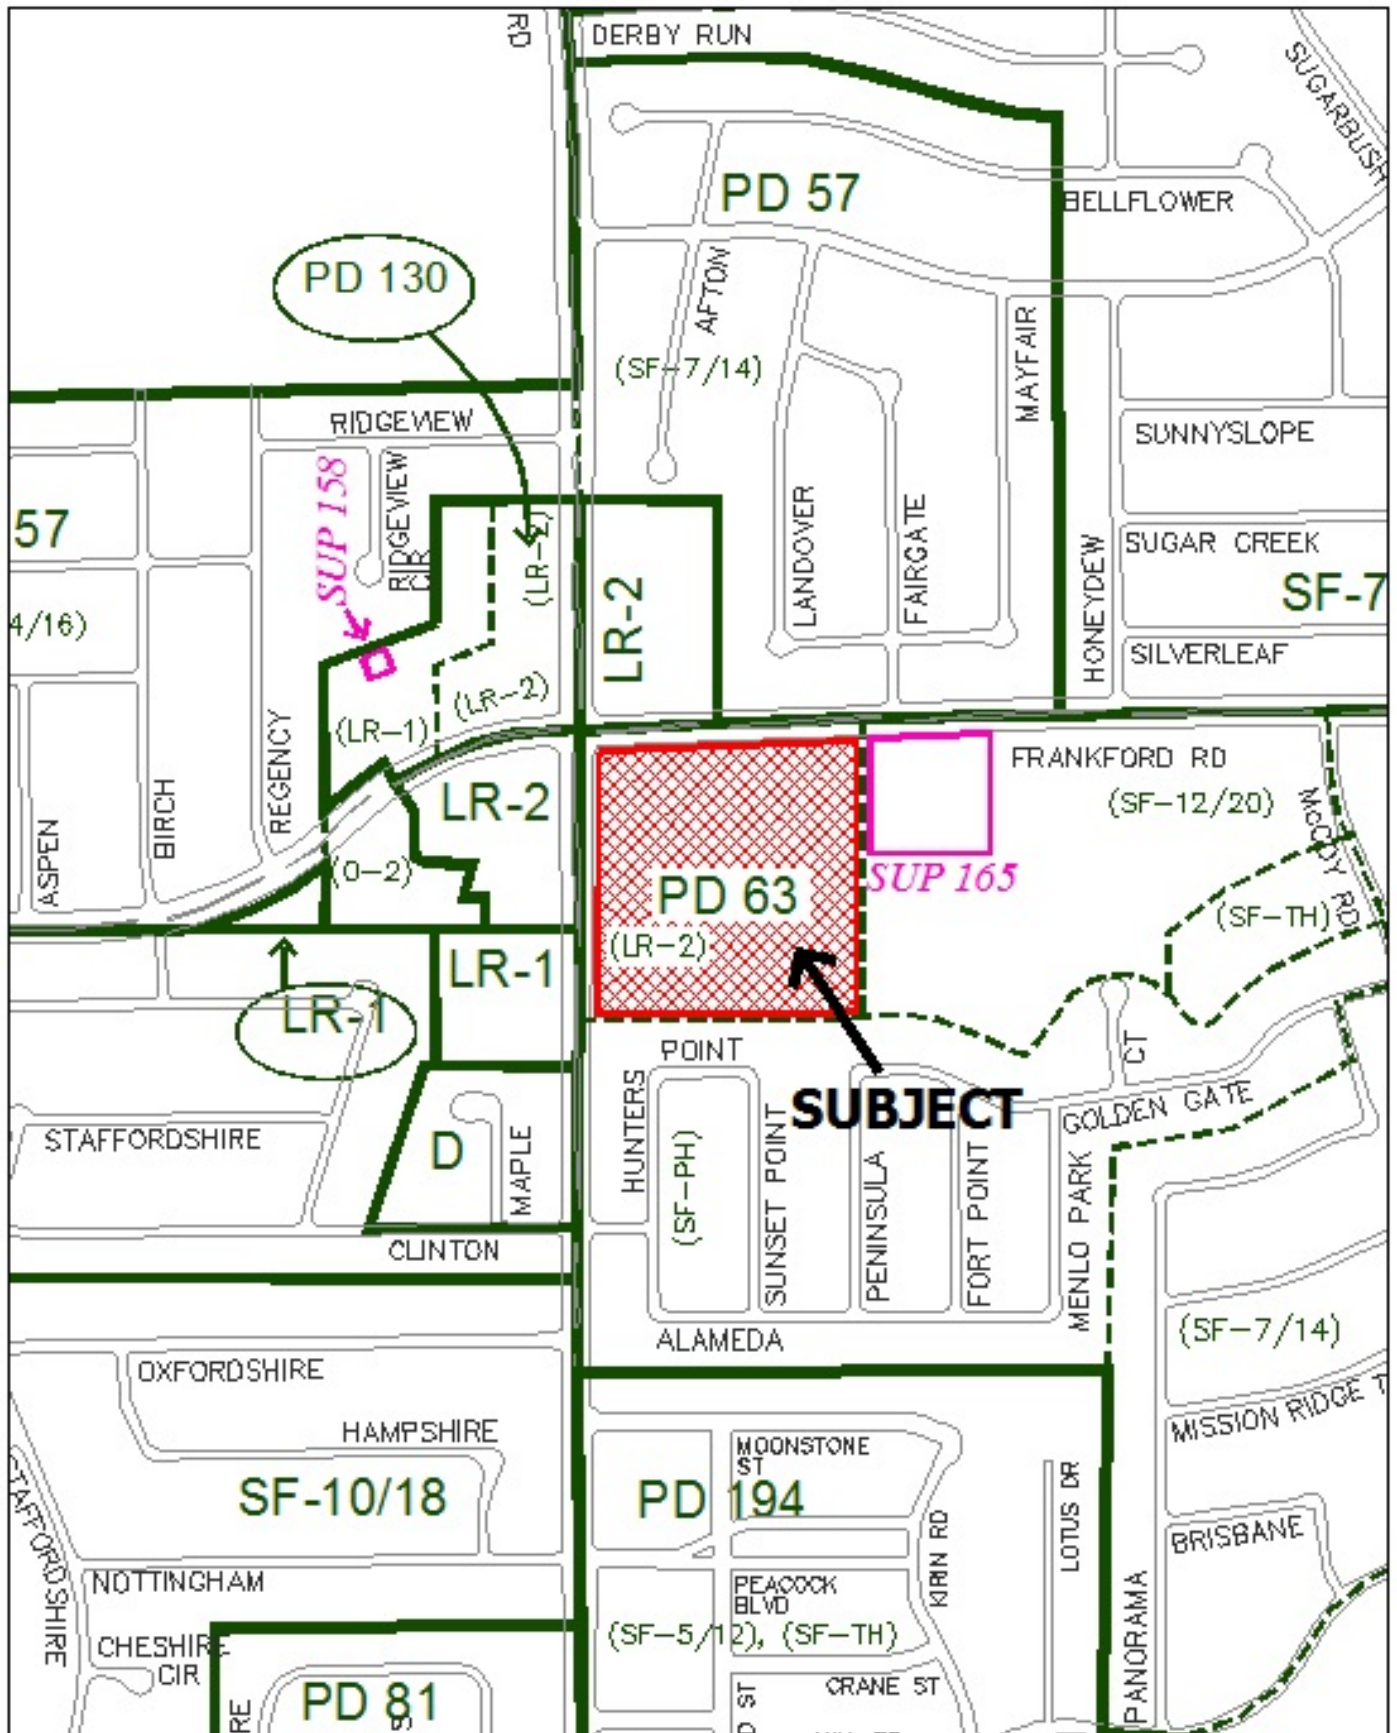 RD
DERBY RUN
SUGARBUSH
PD 57
BELLFLOWER
PD 130
AFTON
(SF-7/14)
MAYFAIR
RIDGEVIEW
SUNNYSLOPE
SUP 158
RIDGEVIEW
CIR
57
(LR-2)
LR-2
LANDOVER
FAIRGATE
HONEYDEW
SUGAR CREEK
SF-7
4/16)
SILVERLEAF
(LR-2)
(LR-1)
REGENCY
FRANKFORD RD
BIRCH
ASPEN
LR-2
(SF-12/20)
McCOY RD
(O-2)
PD 63
SUP 165
(SF-TH)
(LR-2)
LR-1
LR-1
POINT
CT
HUNTERS
SUBJECT
GOLDEN GATE
STAFFORDSHIRE
D
MAPLE
(SF-PH)
SUNSET POINT
PENINSULA
FORT POINT
MENLO PARK
CLINTON
ALAMEDA
(SF-7/14)
OXFORDSHIRE
MISSION RIDGE T
HAMPSHIRE
MOONSTONE
ST
SF-10/18
PD 194
LOTUS DR
STAFFORDSHIRE
KIRIN RD
BRISBANE
NOTTINGHAM
PEACOCK
BLVD
PANORAMA
(SF-5/12), (SF-TH)
CHESHIRE
CIR
CRANE ST
PD 81
RE
S
D ST